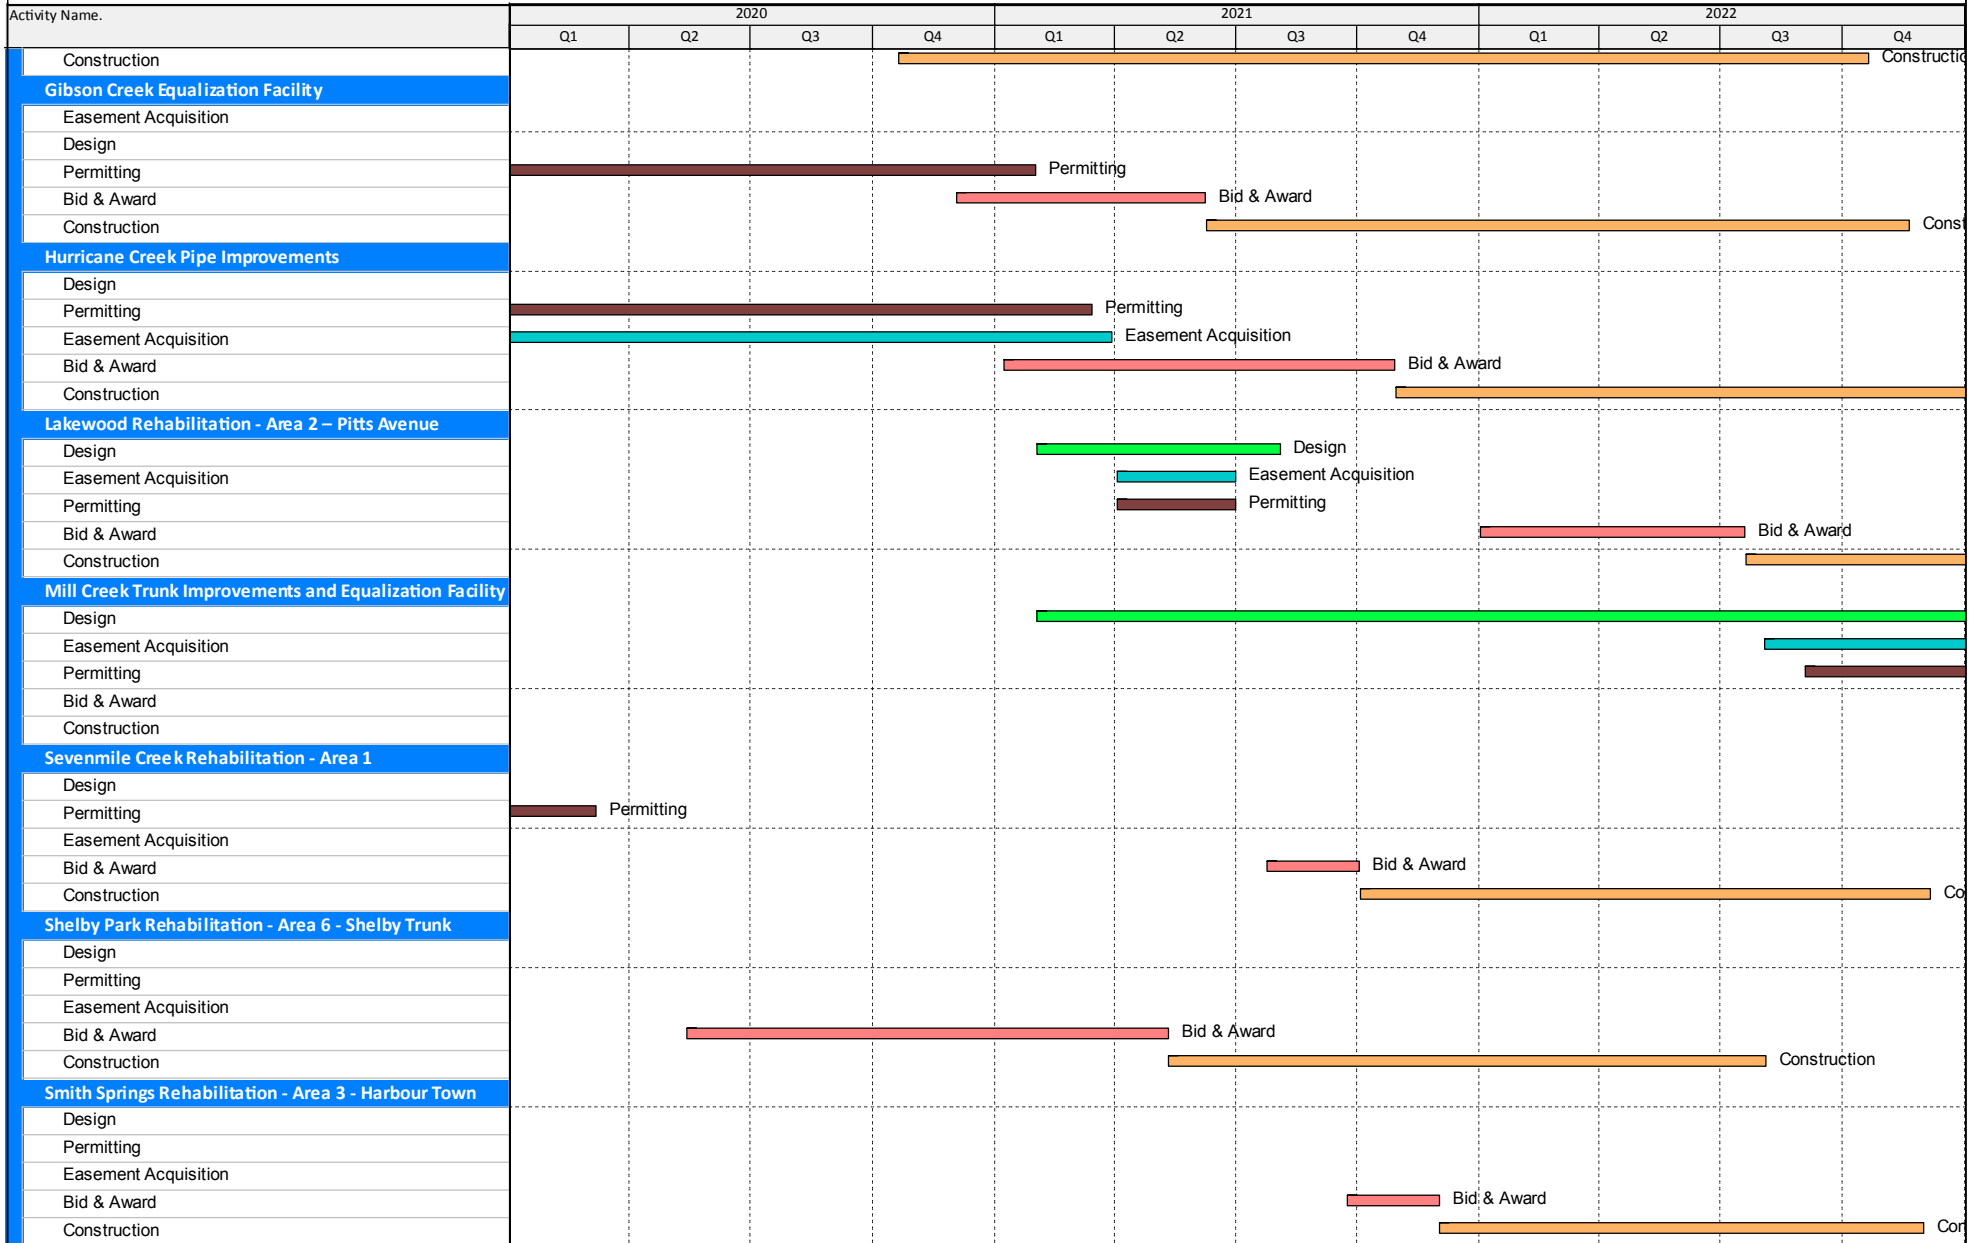 Activity Name.
2020 2021 2022
Q1 Q2 Q3 Q4 Q1 Q2 Q3 Q4 Q1 Q2 Q3 Q4
Construction Constructio
Gibson Creek Equalization Facility
Easement Acquisition
Design
Permitting Permitting
Bid & Award Bid & Award
Construction Const
Hurricane Creek Pipe Improvements
Design
Permitting Permitting
Easement Acquisition Easement Acquisition
Bid & Award Bid & Award
Construction
Lakewood Rehabilitation - Area 2 – Pitts Avenue
Design Design
Easement Acquisition Easement Acquisition
Permitting Permitting
Bid & Award Bid & Award
Construction
Mill Creek Trunk Improvements and Equalization Facility
Design
Easement Acquisition
Permitting
Bid & Award
Construction
Sevenmile Creek Rehabilitation - Area 1
Design
Permitting Permitting
Easement Acquisition
Bid & Award Bid & Award
Construction Co
Shelby Park Rehabilitation - Area 6 - Shelby Trunk
Design
Permitting
Easement Acquisition
Bid & Award Bid & Award
Construction Construction
Smith Springs Rehabilitation - Area 3 - Harbour Town
Design
Permitting
Easement Acquisition
Bid & Award Bid & Award
Construction Con